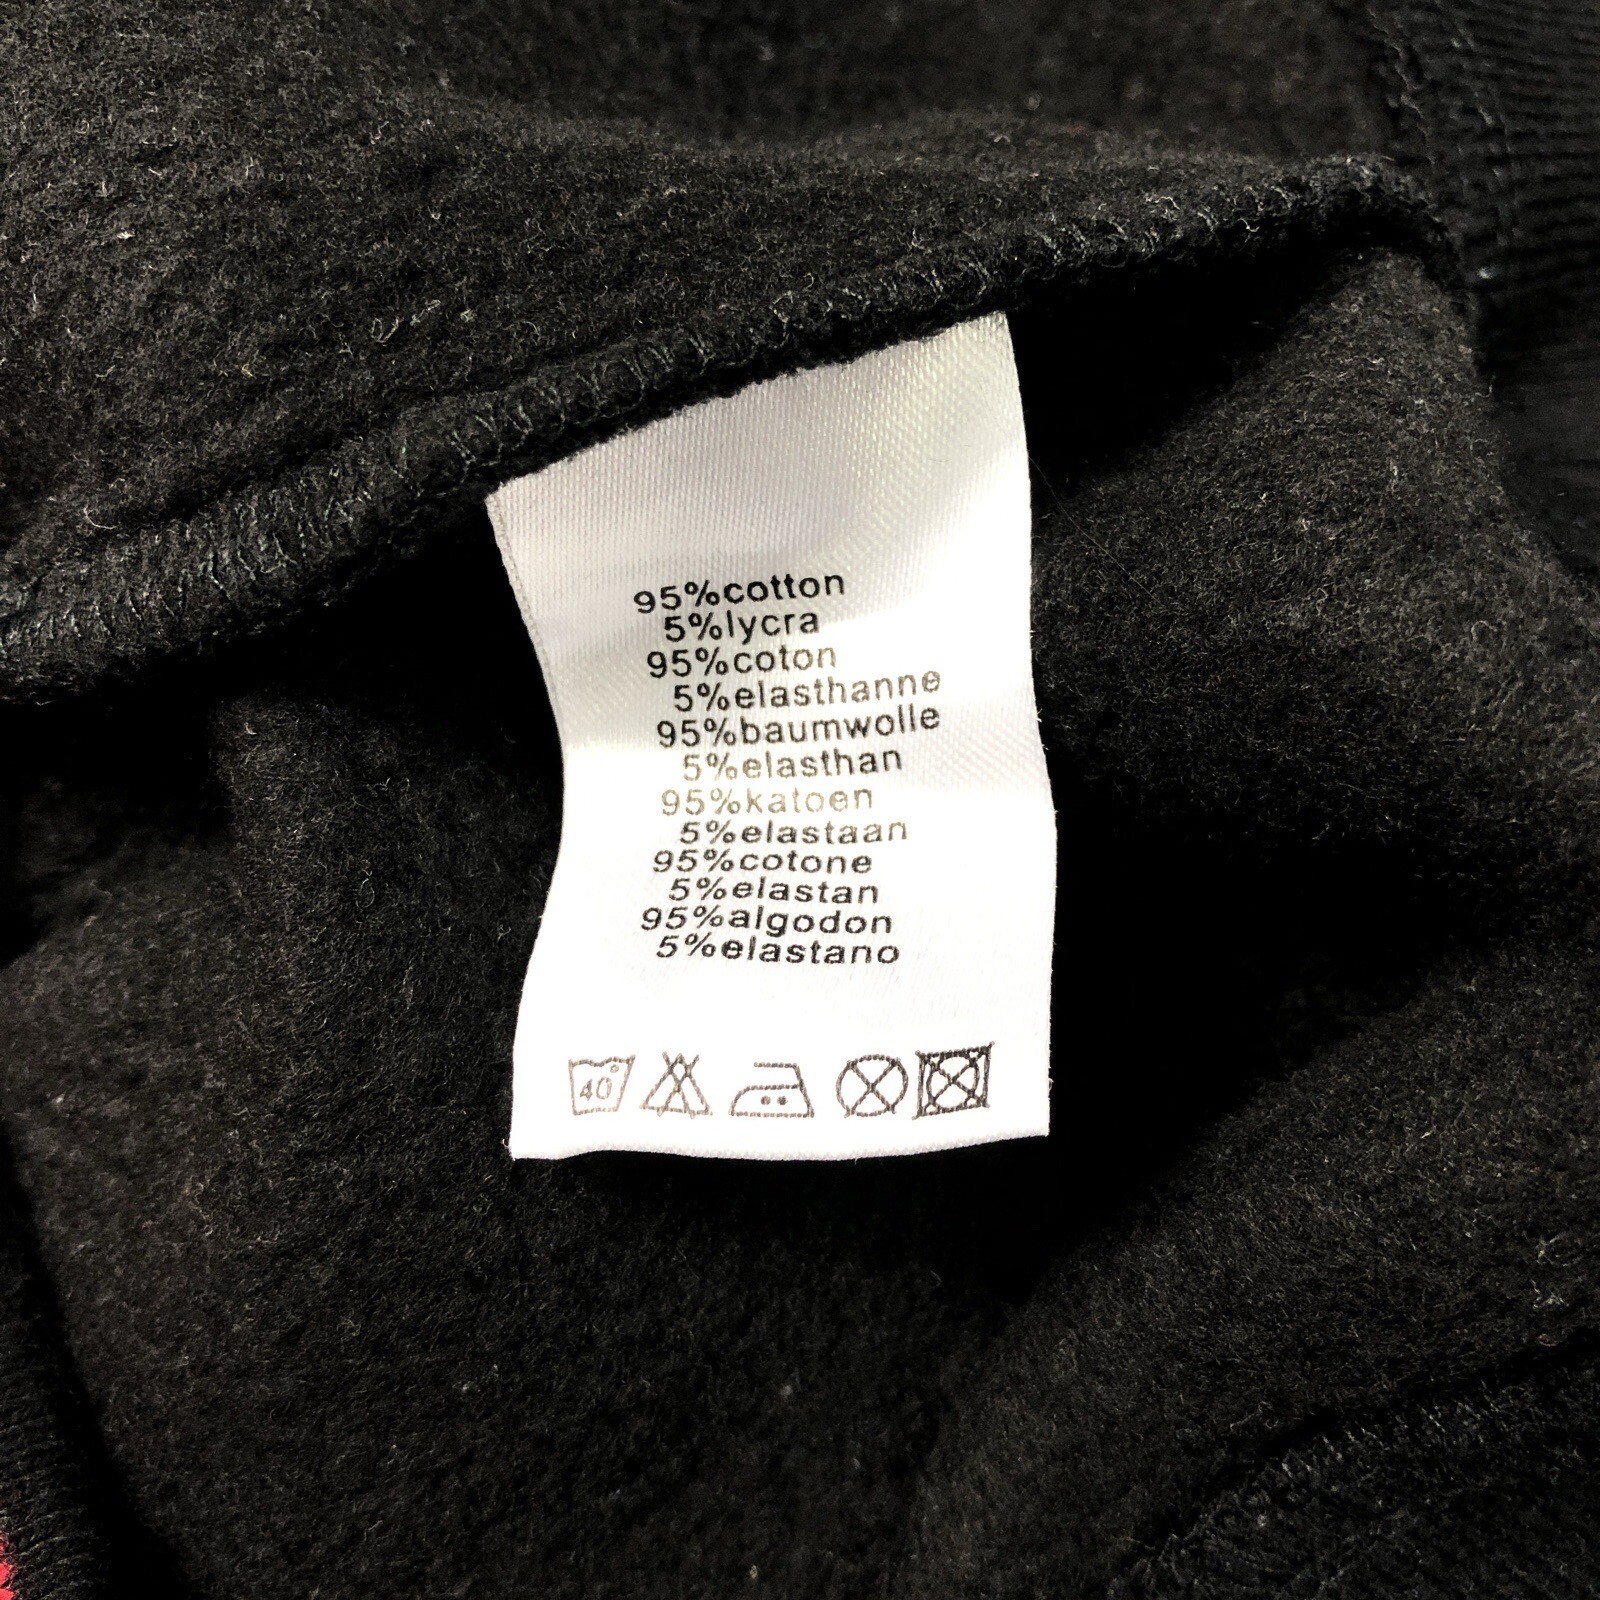 95%cotton
5%lycra
95%coton
5%elasthanne
95%baumwolle
5%elasthan
95%katoen
5%elastaan
95%cotone
5%elastan
95%algodon
5%elastano
40°